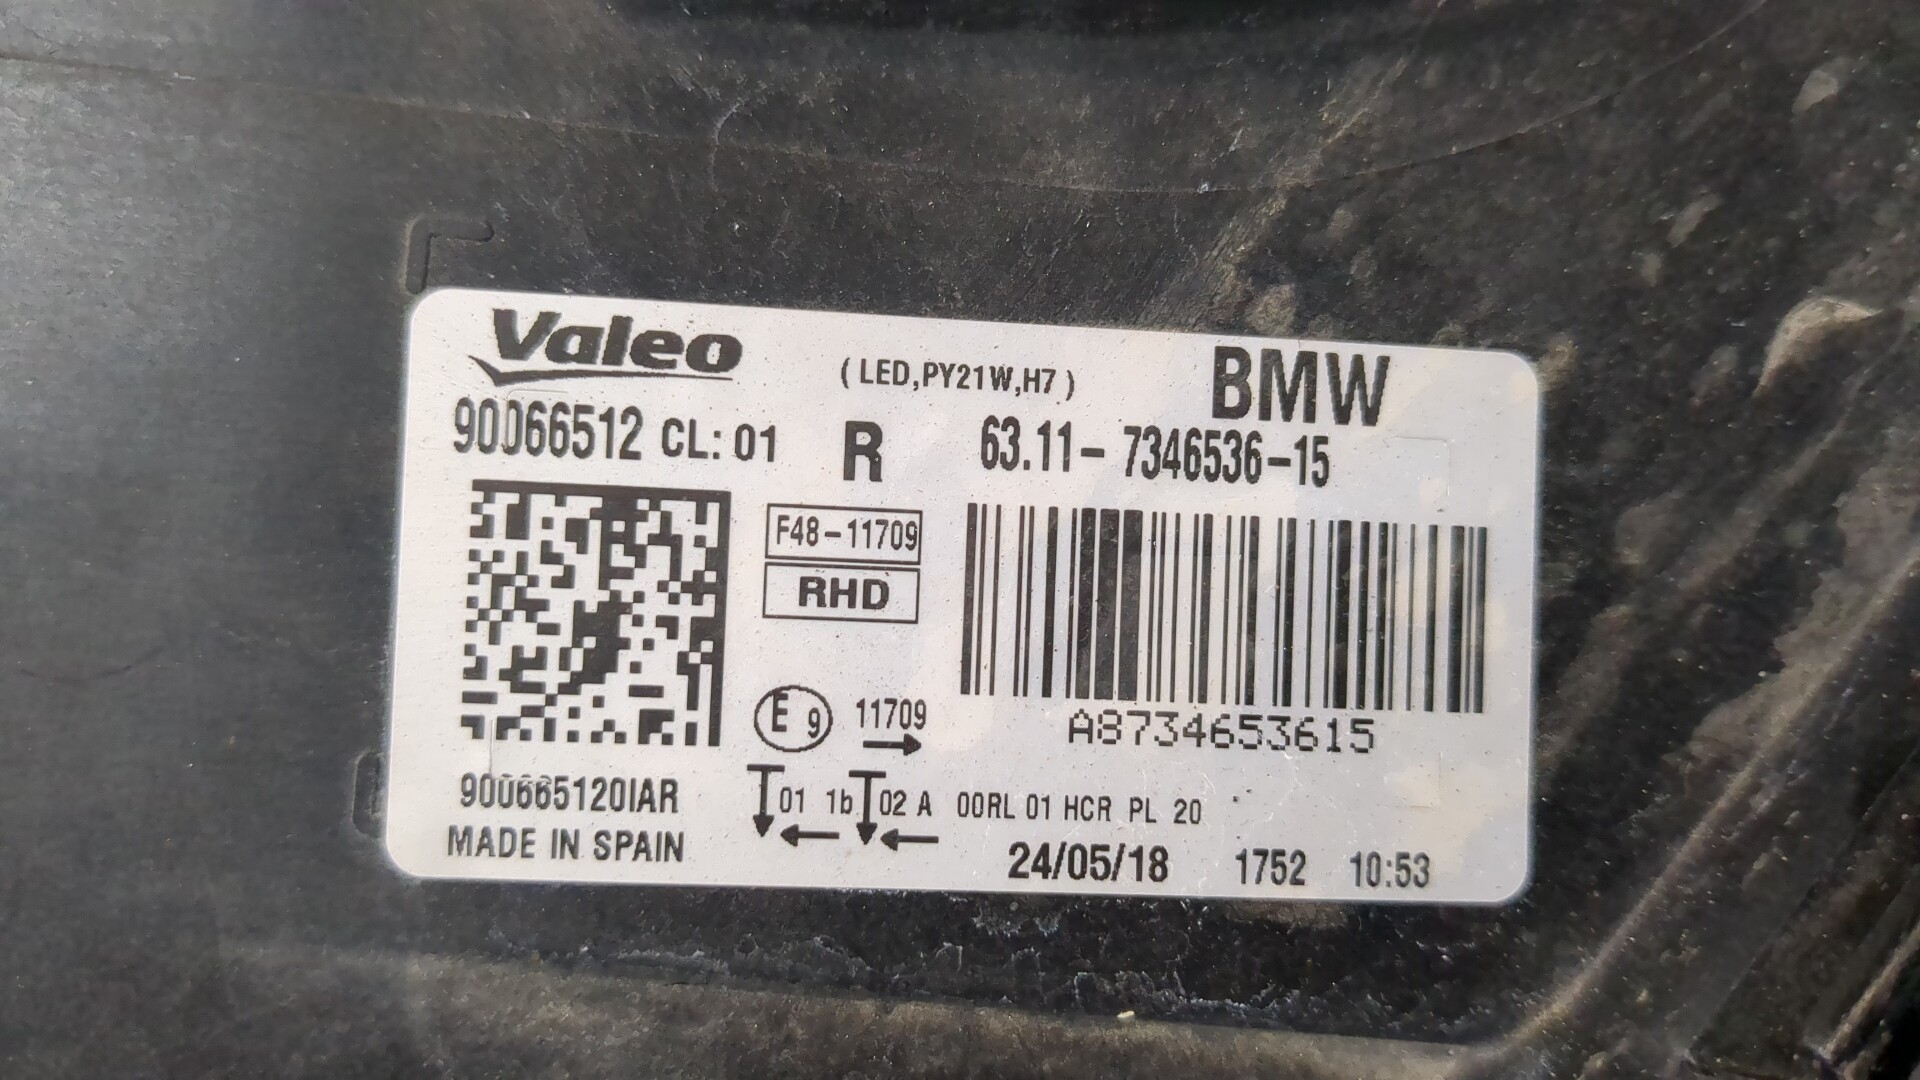 Valeo
(LED,PY21W,H7)
BMW
90066512 CL: 01
R
63.11- 7346536-15
F48-11709
RHD
A8734653615
E 9 11709
900665120IAR
01 1b 02 A 00RL 01 HCR PL 20
MADE IN SPAIN
24/05/18 1752 10:53